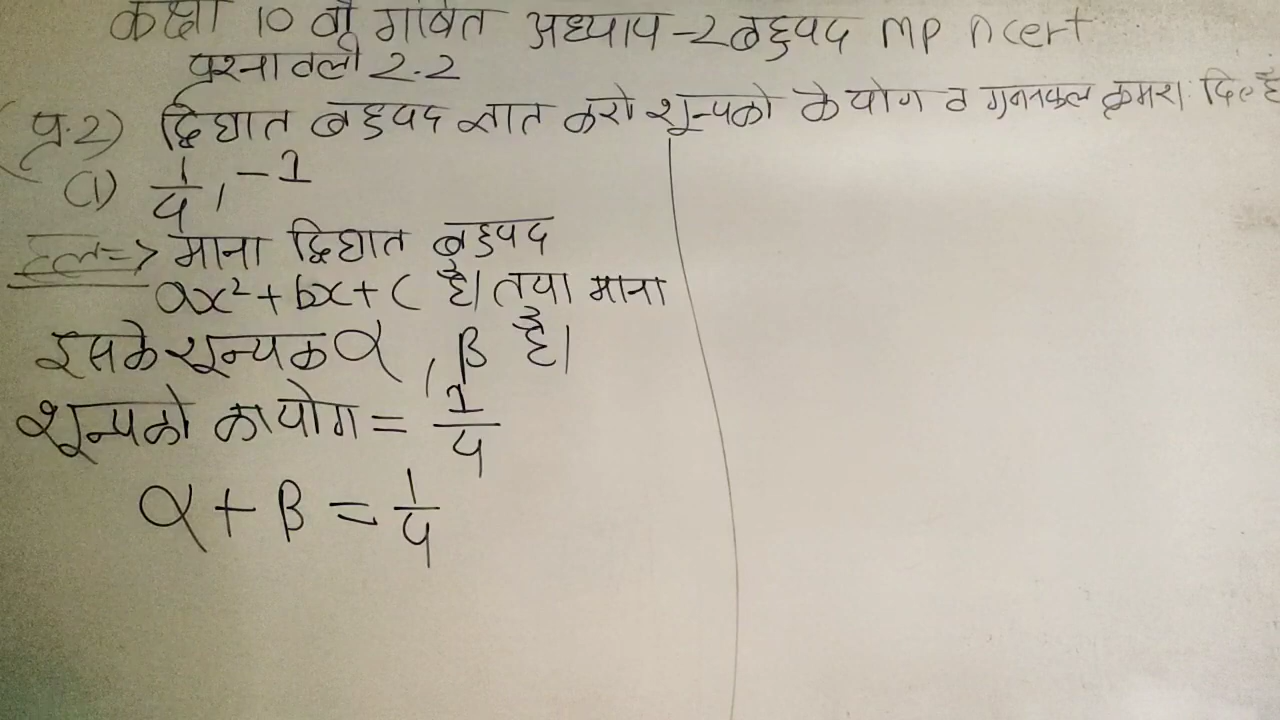 कक्षा 10 वी गणित अध्याय -2 बहुपद MP ncert
प्रश्नावली 2.2
(प्र.2) द्विघात बहुपद ज्ञात करो शून्यको के योग व गुणनफल क्रमशः दिए है
(1) 1/4, -1
हल=> माना द्विघात बहुपद
ax²+bx+c है। तथा माना
इसके शून्यक α, β है।
शून्यको का योग = 1/4
α + β = 1/4